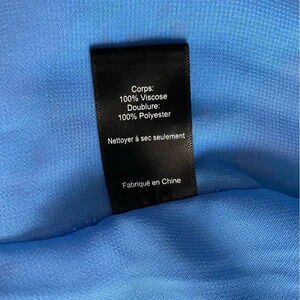 Corps:
100% Viscose
Doublure:
100% Polyester
Nettoyer à sec seulement
Fabriqué en Chine